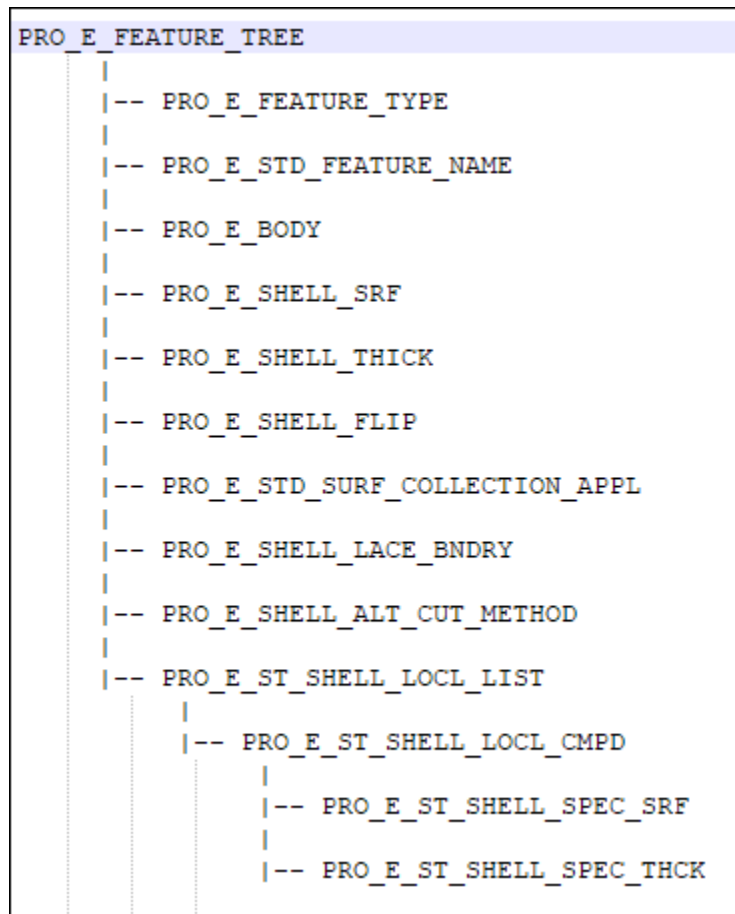 PRO_E_FEATURE_TREE
|
|-- PRO_E_FEATURE_TYPE
|
|-- PRO_E_STD_FEATURE_NAME
|
|-- PRO_E_BODY
|
|-- PRO_E_SHELL_SRF
|
|-- PRO_E_SHELL_THICK
|
|-- PRO_E_SHELL_FLIP
|
|-- PRO_E_STD_SURF_COLLECTION_APPL
|
|-- PRO_E_SHELL_LACE_BNDRY
|
|-- PRO_E_SHELL_ALT_CUT_METHOD
|
|-- PRO_E_ST_SHELL_LOCL_LIST
|
|-- PRO_E_ST_SHELL_LOCL_CMPD
|
|-- PRO_E_ST_SHELL_SPEC_SRF
|
|-- PRO_E_ST_SHELL_SPEC_THCK